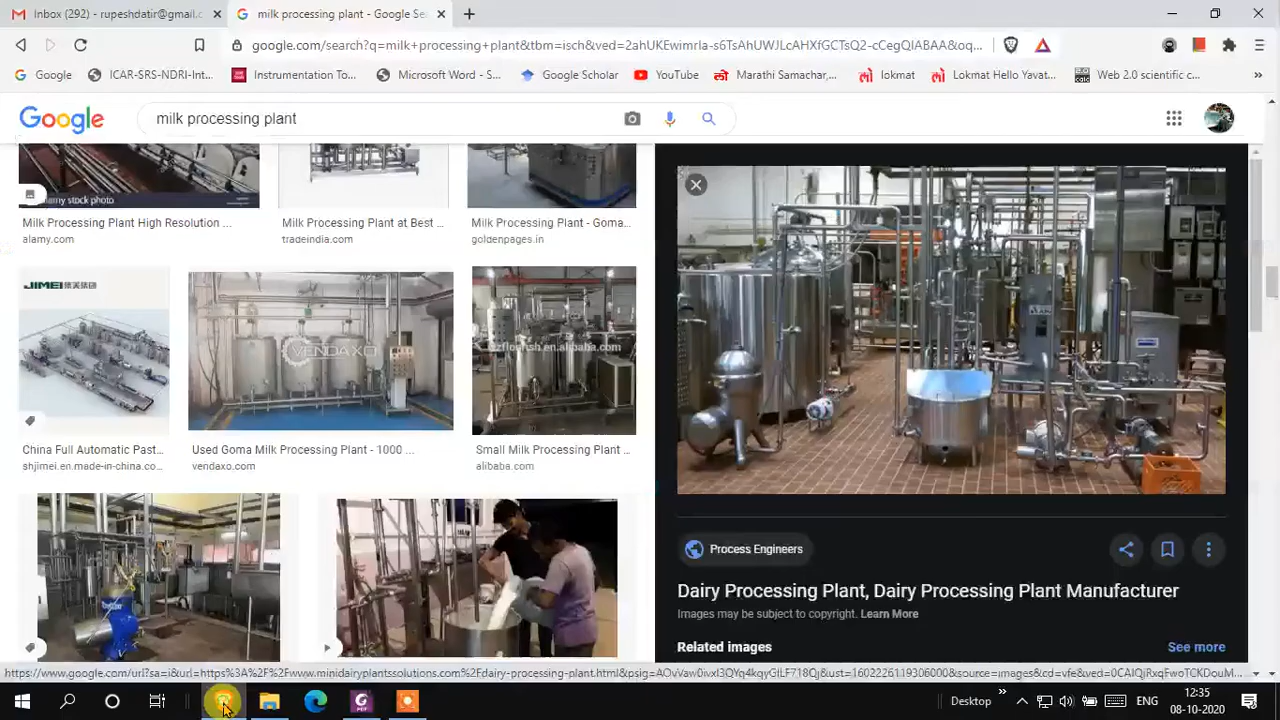 Inbox (292) - rupeshdatir@gmail.c
milk processing plant - Google Sea
google.com/search?q=milk+processing+plant&tbm=isch&ved=2ahUKEwimrIa-s6TsAhUWJLcAHXfGCTsQ2-cCegQIABAA&oq...
Google
ICAR-SRS-NDRI-Int...
Instrumentation To...
Microsoft Word - S...
Google Scholar
YouTube
Marathi Samachar,...
lokmat
Lokmat Hello Yavat...
Web 2.0 scientific c...
Google
milk processing plant
alamy stock photo
Milk Processing Plant High Resolution ...
alamy.com
Milk Processing Plant at Best ...
tradeindia.com
Milk Processing Plant - Goma...
goldenpages.in
JIMEI
VENDAXO
zzflourish.en.alibaba.com
China Full Automatic Past...
shjimei.en.made-in-china.co...
Used Goma Milk Processing Plant - 1000 ...
vendaxo.com
Small Milk Processing Plant ...
alibaba.com
Process Engineers
Dairy Processing Plant, Dairy Processing Plant Manufacturer
Images may be subject to copyright. Learn More
Related images
See more
Desktop
ENG
12:35
08-10-2020